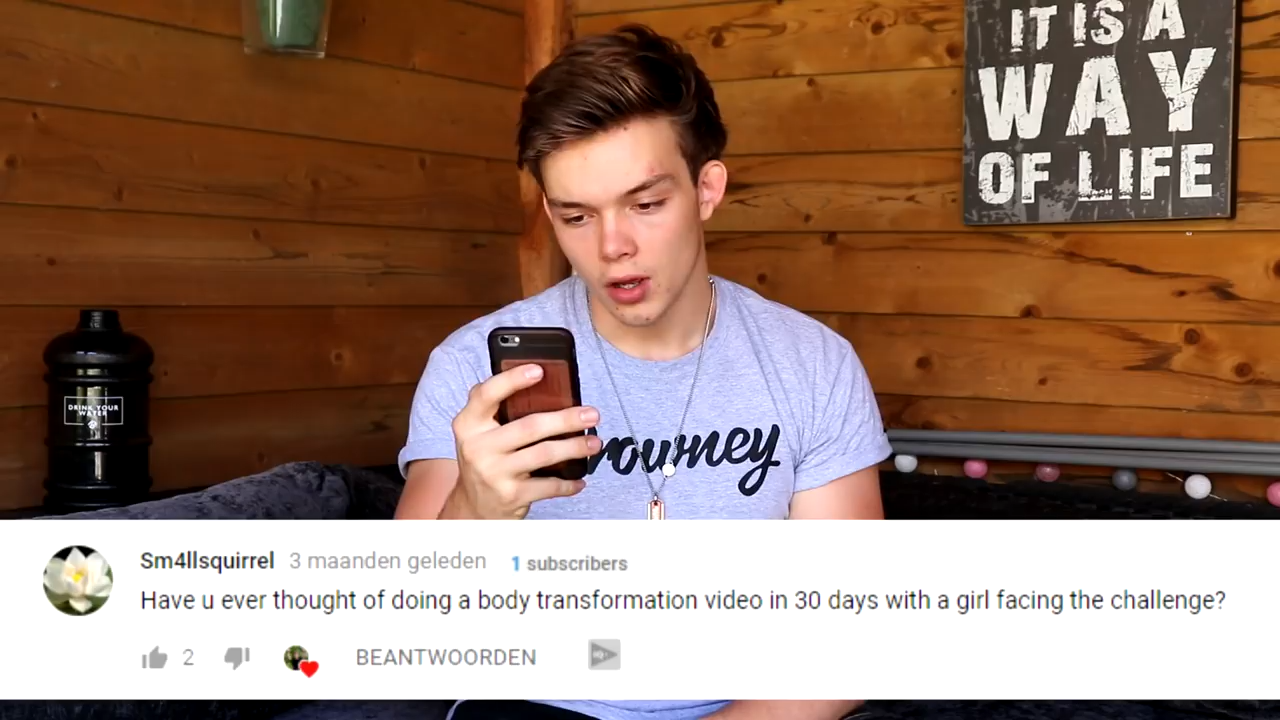 IT IS A
WAY
OF LIFE
DRINK YOUR
WATER
rowney
Sm4llsquirrel 3 maanden geleden 1 subscribers
Have u ever thought of doing a body transformation video in 30 days with a girl facing the challenge?
2 BEANTWOORDEN